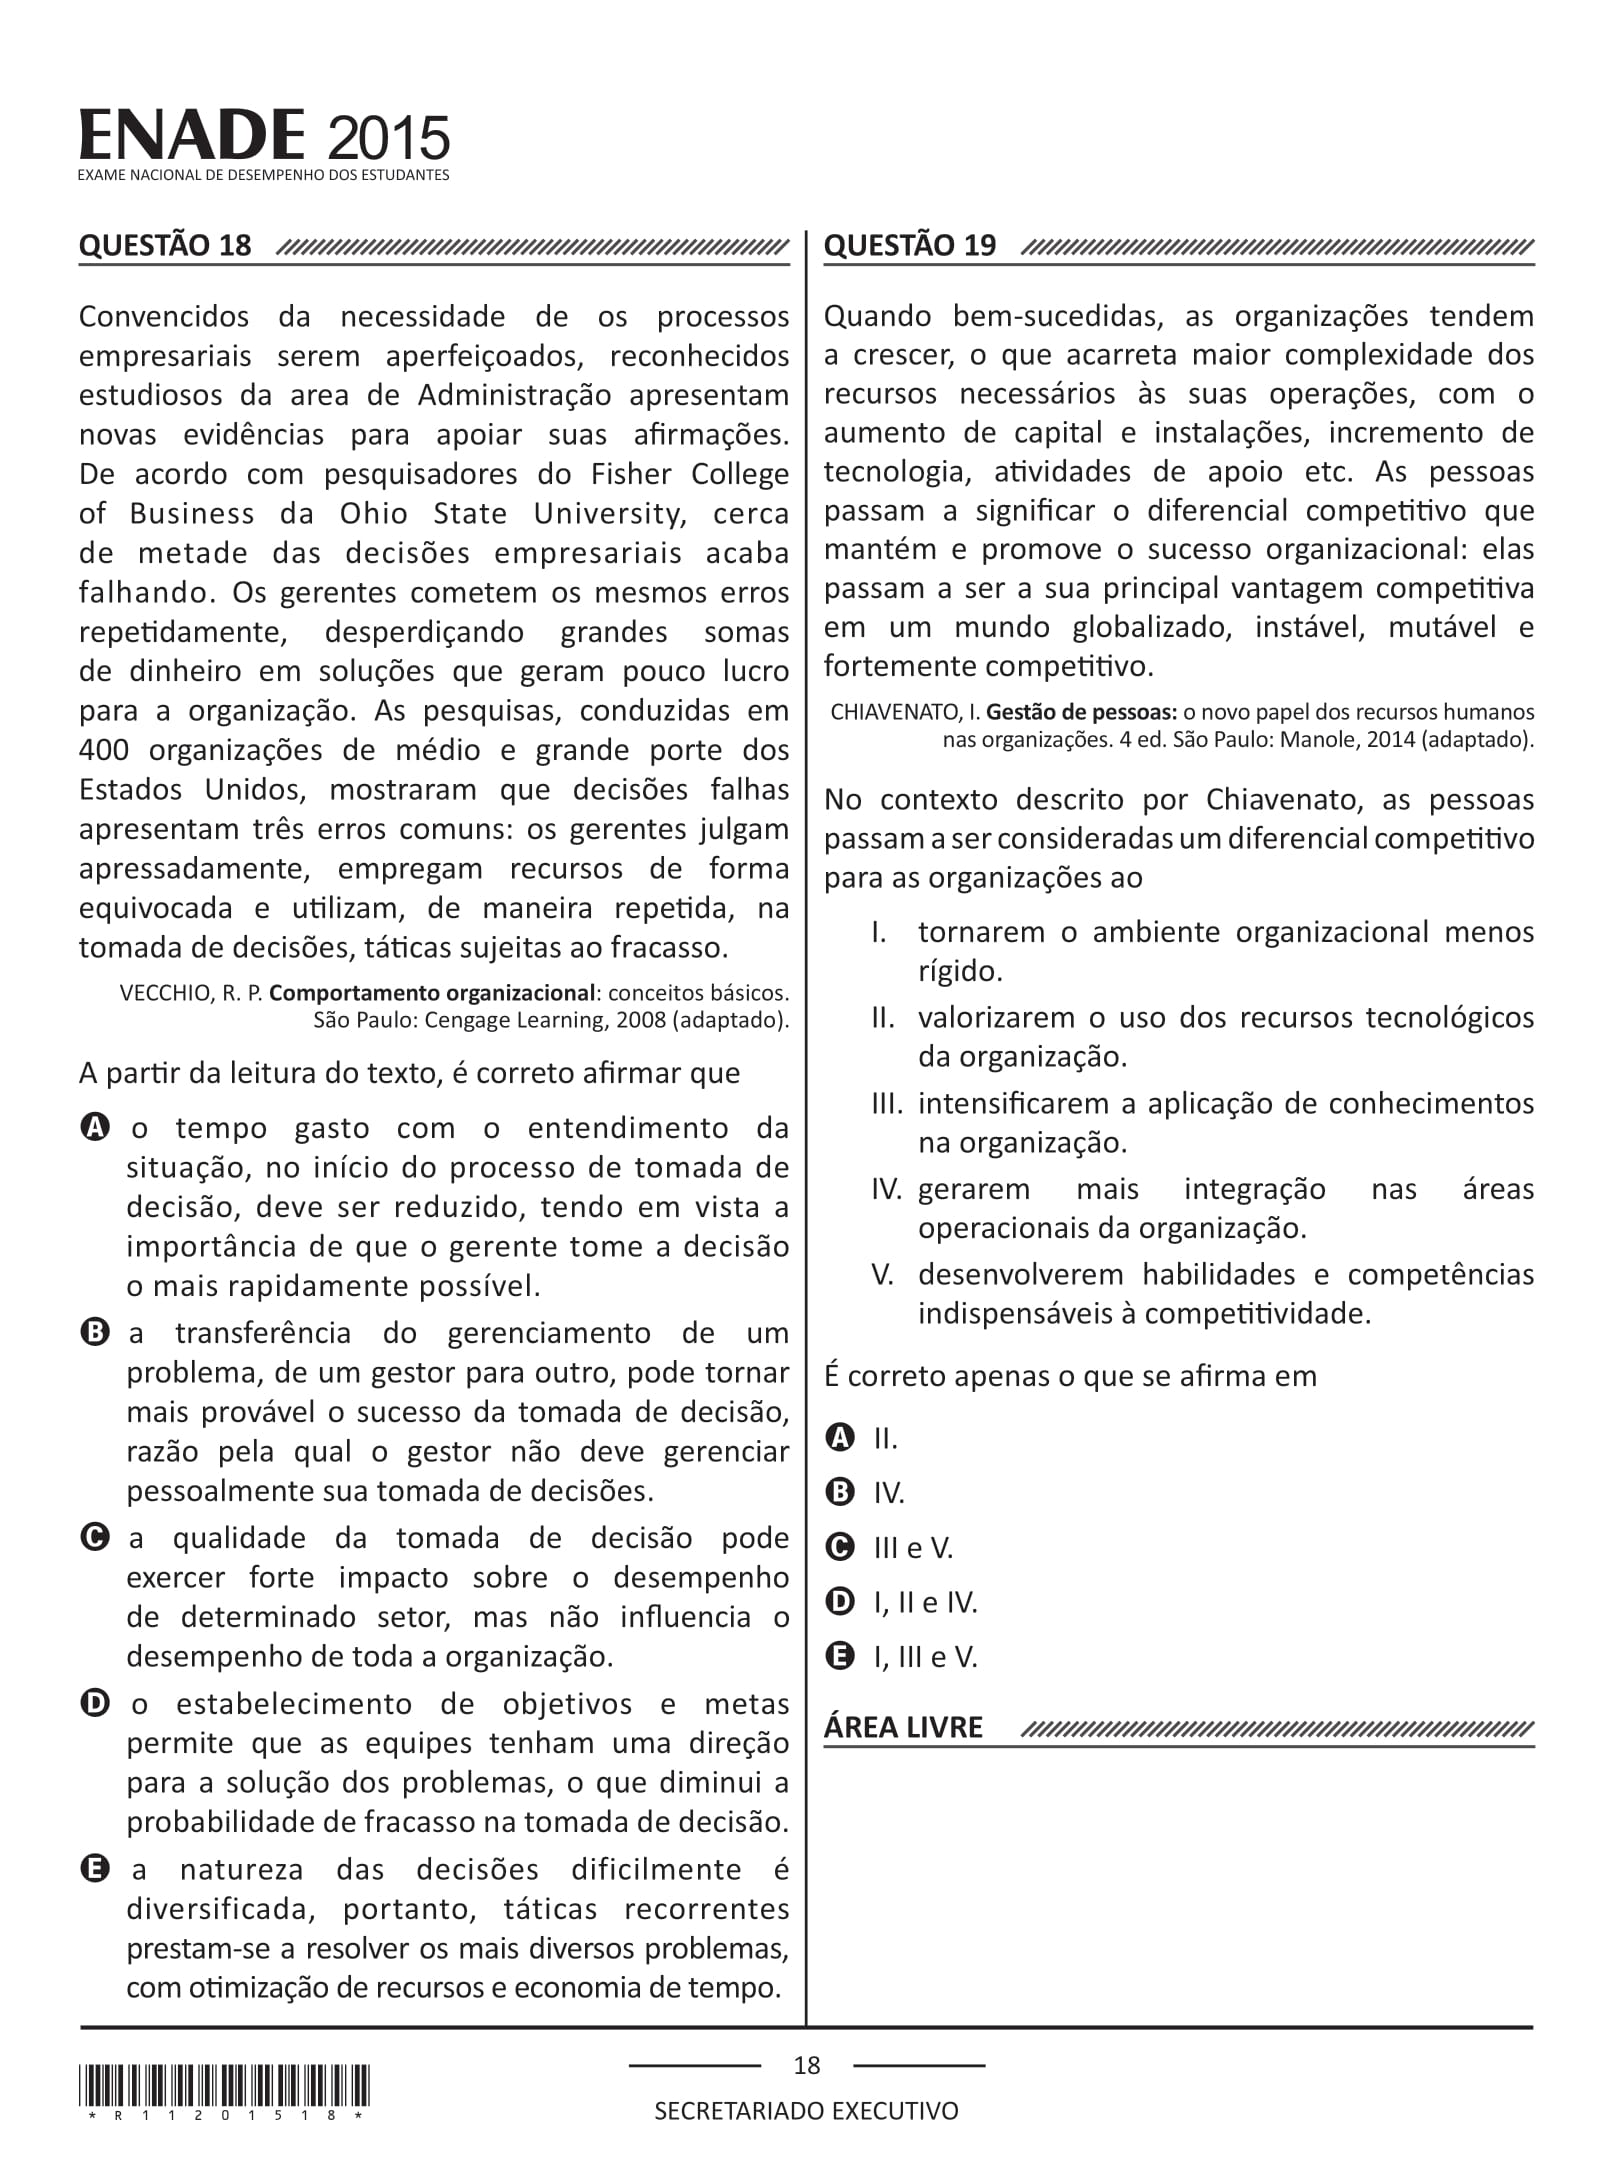 ENADE 2015
EXAME NACIONAL DE DESEMPENHO DOS ESTUDANTES
QUESTÃO 18
Convencidos da necessidade de os processos
empresariais serem aperfeiçoados, reconhecidos
estudiosos da area de Administração apresentam
novas evidências para apoiar suas afirmações.
De acordo com pesquisadores do Fisher College
of Business da Ohio State University, cerca
de metade das decisões empresariais acaba
falhando. Os gerentes cometem os mesmos erros
repetidamente, desperdiçando grandes somas
de dinheiro em soluções que geram pouco lucro
para a organização. As pesquisas, conduzidas em
400 organizações de médio e grande porte dos
Estados Unidos, mostraram que decisões falhas
apresentam três erros comuns: os gerentes julgam
apressadamente, empregam recursos de forma
equivocada e utilizam, de maneira repetida, na
tomada de decisões, táticas sujeitas ao fracasso.
VECCHIO, R. P. Comportamento organizacional: conceitos básicos.
São Paulo: Cengage Learning, 2008 (adaptado).
A partir da leitura do texto, é correto afirmar que
A o tempo gasto com o entendimento da
situação, no início do processo de tomada de
decisão, deve ser reduzido, tendo em vista a
importância de que o gerente tome a decisão
o mais rapidamente possível.
B a transferência do gerenciamento de um
problema, de um gestor para outro, pode tornar
mais provável o sucesso da tomada de decisão,
razão pela qual o gestor não deve gerenciar
pessoalmente sua tomada de decisões.
C a qualidade da tomada de decisão pode
exercer forte impacto sobre o desempenho
de determinado setor, mas não influencia o
desempenho de toda a organização.
D o estabelecimento de objetivos e metas
permite que as equipes tenham uma direção
para a solução dos problemas, o que diminui a
probabilidade de fracasso na tomada de decisão.
E a natureza das decisões dificilmente é
diversificada, portanto, táticas recorrentes
prestam-se a resolver os mais diversos problemas,
com otimização de recursos e economia de tempo.
QUESTÃO 19
Quando bem-sucedidas, as organizações tendem
a crescer, o que acarreta maior complexidade dos
recursos necessários às suas operações, com o
aumento de capital e instalações, incremento de
tecnologia, atividades de apoio etc. As pessoas
passam a significar o diferencial competitivo que
mantém e promove o sucesso organizacional: elas
passam a ser a sua principal vantagem competitiva
em um mundo globalizado, instável, mutável e
fortemente competitivo.
CHIAVENATO, I. Gestão de pessoas: o novo papel dos recursos humanos
nas organizações. 4 ed. São Paulo: Manole, 2014 (adaptado).
No contexto descrito por Chiavenato, as pessoas
passam a ser consideradas um diferencial competitivo
para as organizações ao
I. tornarem o ambiente organizacional menos
rígido.
II. valorizarem o uso dos recursos tecnológicos
da organização.
III. intensificarem a aplicação de conhecimentos
na organização.
IV. gerarem mais integração nas áreas
operacionais da organização.
V. desenvolverem habilidades e competências
indispensáveis à competitividade.
É correto apenas o que se afirma em
A II.
B IV.
C III e V.
D I, II e IV.
E I, III e V.
ÁREA LIVRE
*R11201518*
18
SECRETARIADO EXECUTIVO